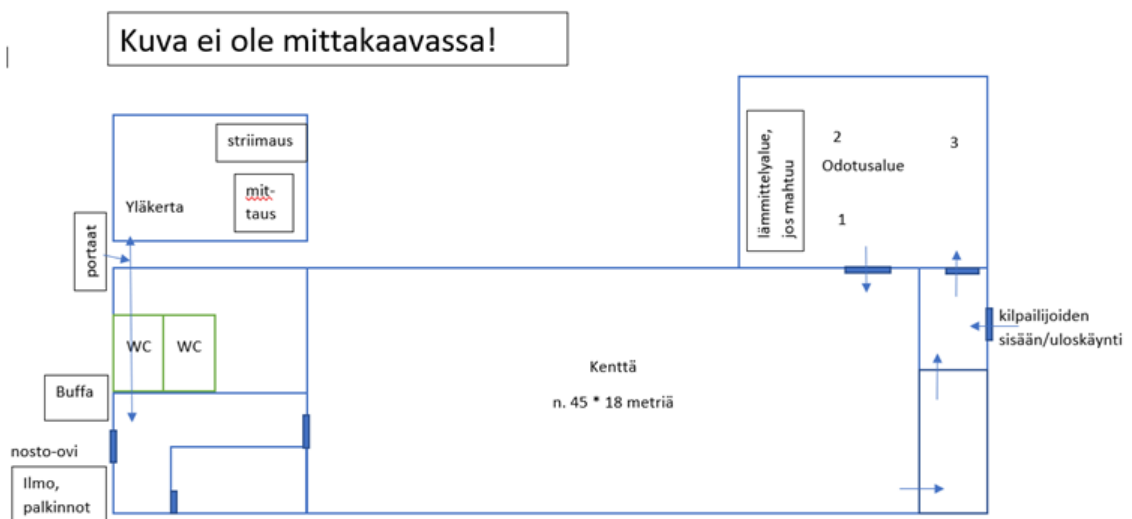 Kuva ei ole mittakaavassa!
striimaus
mit-
taus
Yläkerta
portaat
lämmittelyalue,
jos mahtuu
2
3
Odotusalue
1
kilpailijoiden
sisään/uloskäynti
WC
WC
Buffa
Kenttä
n. 45 * 18 metriä
nosto-ovi
Ilmo,
palkinnot